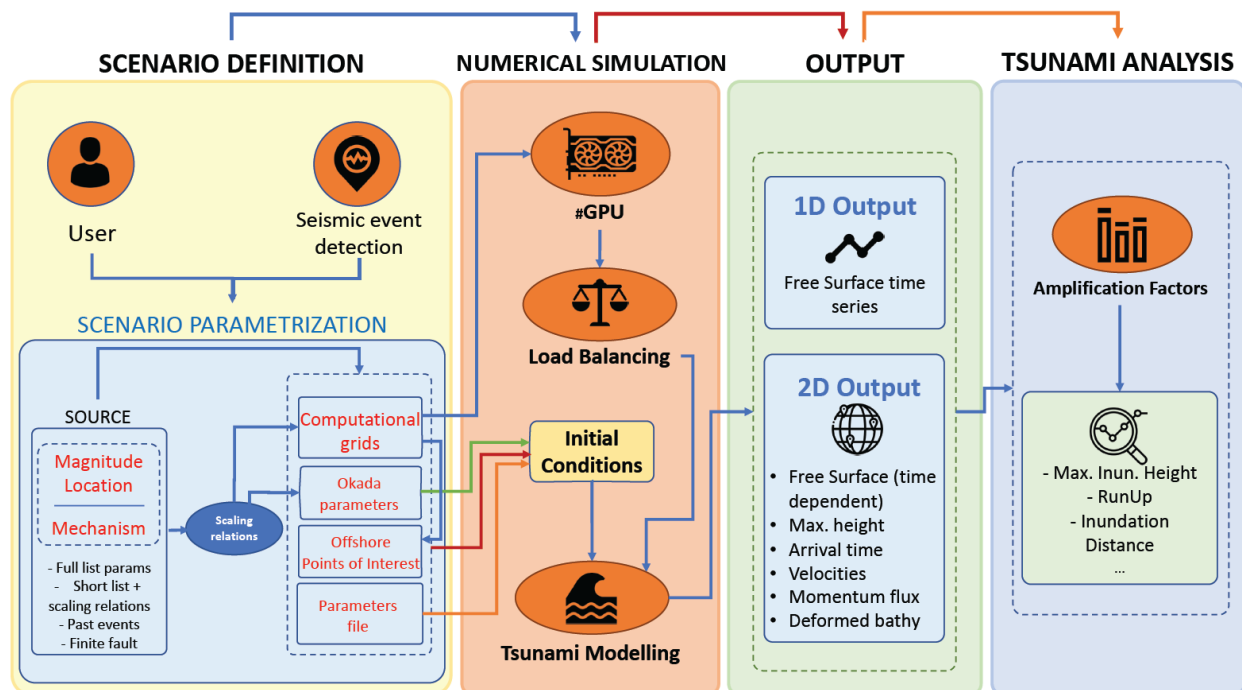 SCENARIO DEFINITION
User
Seismic event
detection
SCENARIO PARAMETRIZATION
SOURCE
Magnitude
Location
Mechanism
- Full list params
- Short list +
scaling relations
- Past events
- Finite fault
Scaling
relations
Computational
grids
Okada
parameters
Offshore
Points of Interest
Parameters
file
NUMERICAL SIMULATION
#GPU
Load Balancing
Initial
Conditions
Tsunami Modelling
OUTPUT
1D Output
Free Surface time
series
2D Output
• Free Surface (time
dependent)
• Max. height
• Arrival time
• Velocities
• Momentum flux
• Deformed bathy
TSUNAMI ANALYSIS
Amplification Factors
- Max. Inun. Height
- RunUp
- Inundation
Distance
...